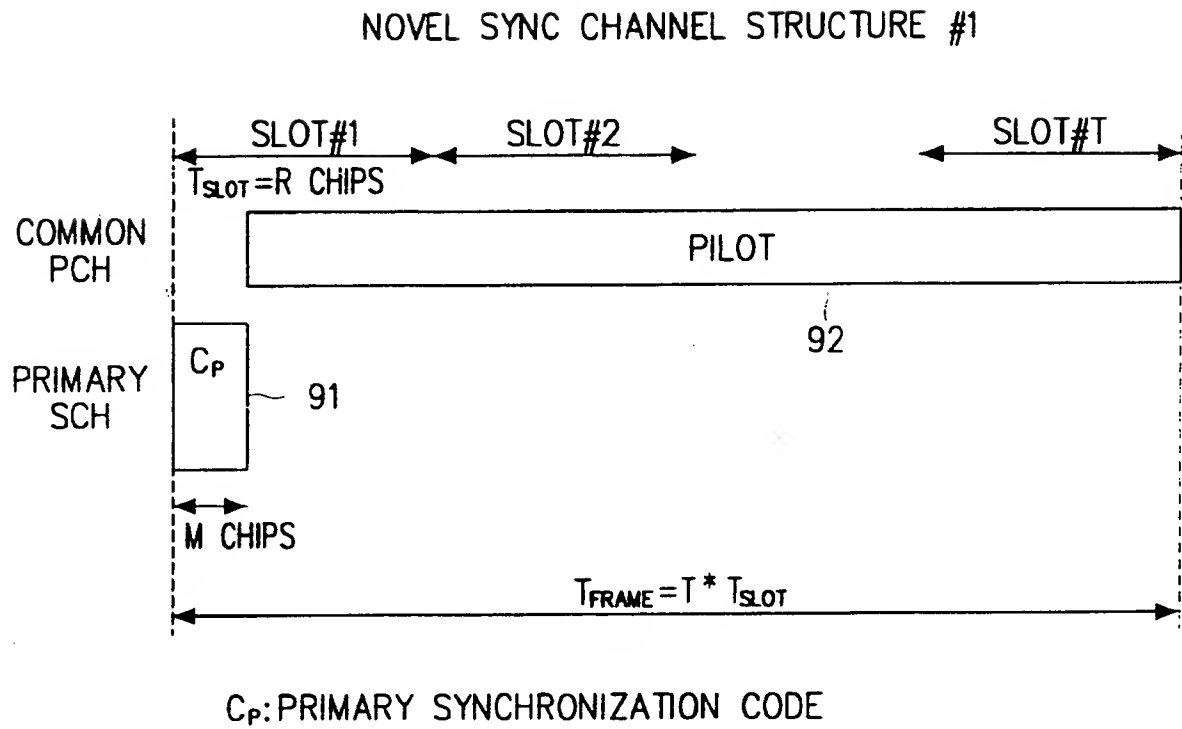 NOVEL SYNC CHANNEL STRUCTURE #1
SLOT#1
SLOT#2
SLOT#T
TSLOT=R CHIPS
COMMON
PCH
PILOT
92
PRIMARY
SCH
CP
91
M CHIPS
TFRAME=T* TSLOT
CP:PRIMARY SYNCHRONIZATION CODE